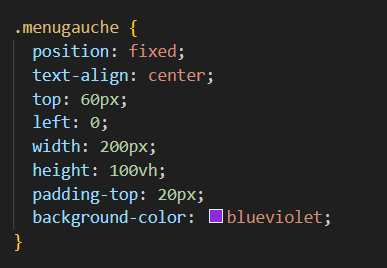 .menugauche {
position: fixed;
text-align: center;
top: 60px;
left: 0;
width: 200px;
height: 100vh;
padding-top: 20px;
background-color: blueviolet;
}